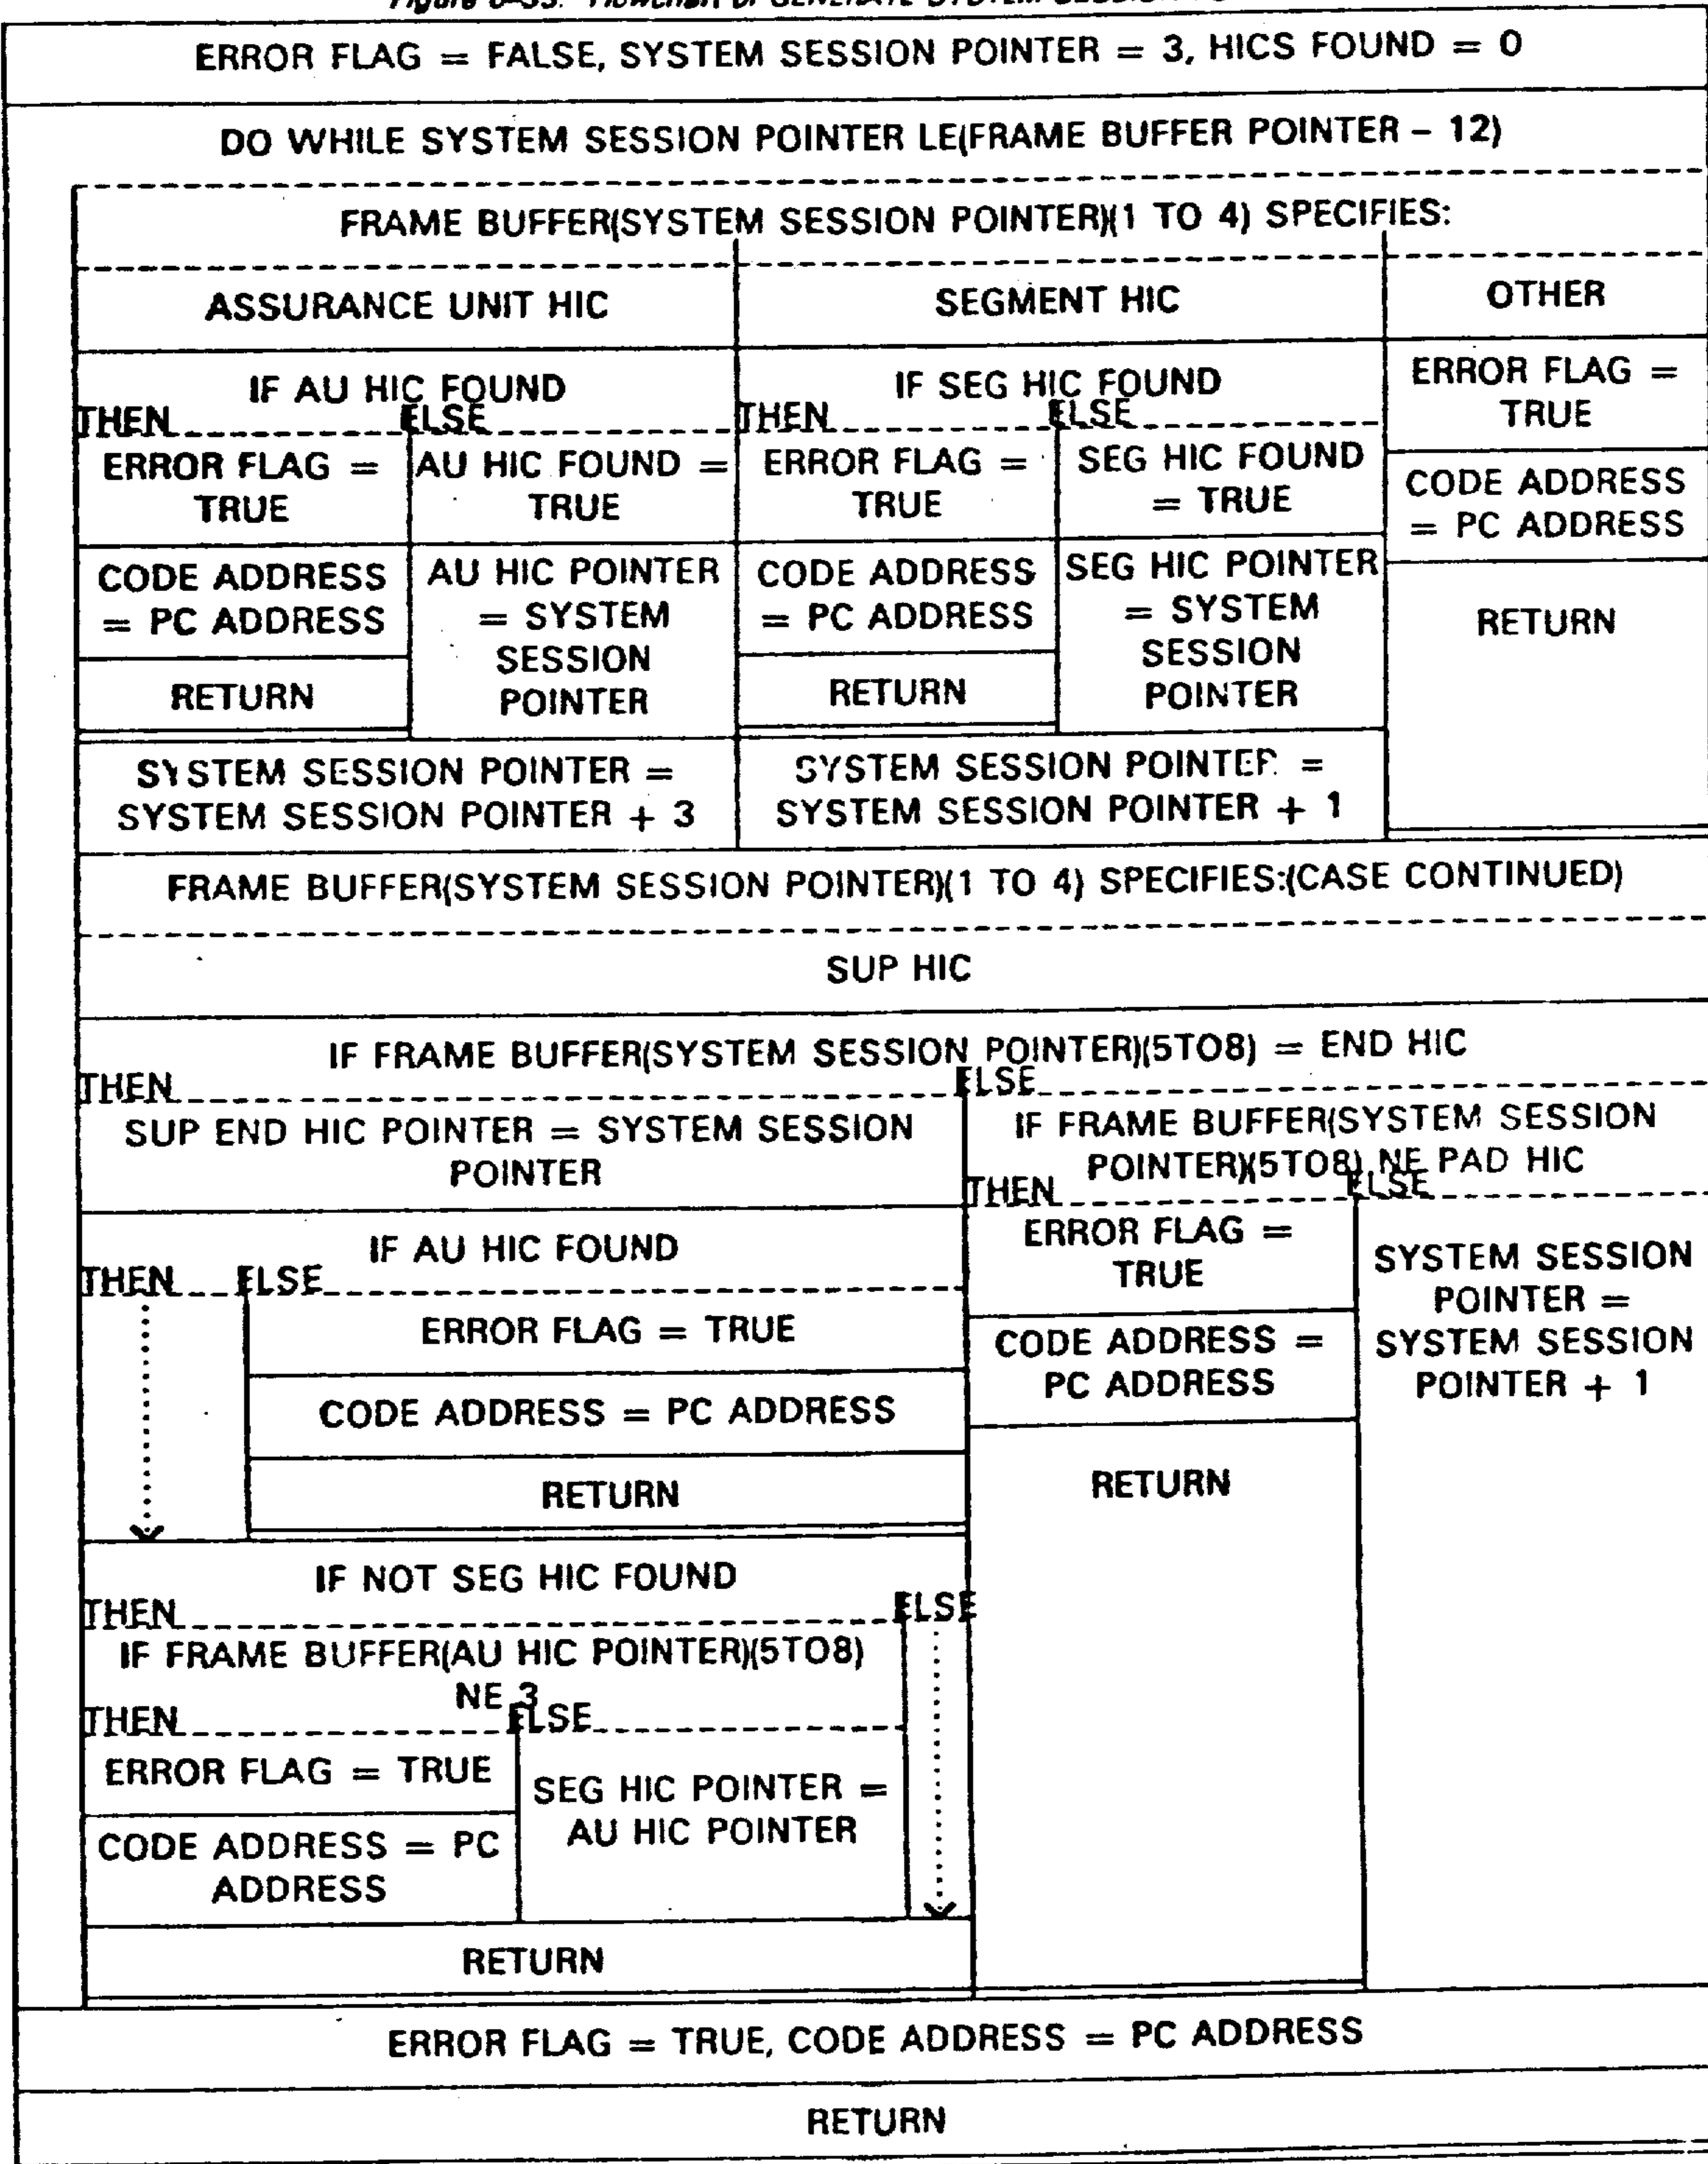 ERROR FLAG = FALSE, SYSTEM SESSION POINTER = 3, HICS FOUND = 0
DO WHILE SYSTEM SESSION POINTER LE(FRAME BUFFER POINTER – 12)
FRAME BUFFER(SYSTEM SESSION POINTER)(1 TO 4) SPECIFIES:
ASSURANCE UNIT HIC
IF AU HIC FOUND
THEN
ELSE
ERROR FLAG =
TRUE
CODE ADDRESS
= PC ADDRESS
RETURN
AU HIC FOUND =
TRUE
AU HIC POINTER
= SYSTEM
SESSION
POINTER
SYSTEM SESSION POINTER =
SYSTEM SESSION POINTER + 3
SEGMENT HIC
IF SEG HIC FOUND
THEN
ELSE
ERROR FLAG =
TRUE
CODE ADDRESS
= PC ADDRESS
RETURN
SEG HIC FOUND
= TRUE
SEG HIC POINTER
= SYSTEM
SESSION
POINTER
SYSTEM SESSION POINTER =
SYSTEM SESSION POINTER + 1
OTHER
ERROR FLAG =
TRUE
CODE ADDRESS
= PC ADDRESS
RETURN
FRAME BUFFER(SYSTEM SESSION POINTER)(1 TO 4) SPECIFIES:(CASE CONTINUED)
SUP HIC
IF FRAME BUFFER(SYSTEM SESSION POINTER)(5TO8) = END HIC
THEN
ELSE
SUP END HIC POINTER = SYSTEM SESSION
POINTER
IF AU HIC FOUND
THEN
ELSE
ERROR FLAG = TRUE
CODE ADDRESS = PC ADDRESS
RETURN
IF NOT SEG HIC FOUND
THEN
ELSE
IF FRAME BUFFER(AU HIC POINTER)(5TO8)
NE 3
THEN
ELSE
ERROR FLAG = TRUE
CODE ADDRESS = PC
ADDRESS
SEG HIC POINTER =
AU HIC POINTER
RETURN
IF FRAME BUFFER(SYSTEM SESSION
POINTER)(5TO8) NE PAD HIC
THEN
ELSE
ERROR FLAG =
TRUE
CODE ADDRESS =
PC ADDRESS
RETURN
SYSTEM SESSION
POINTER =
SYSTEM SESSION
POINTER + 1
ERROR FLAG = TRUE, CODE ADDRESS = PC ADDRESS
RETURN